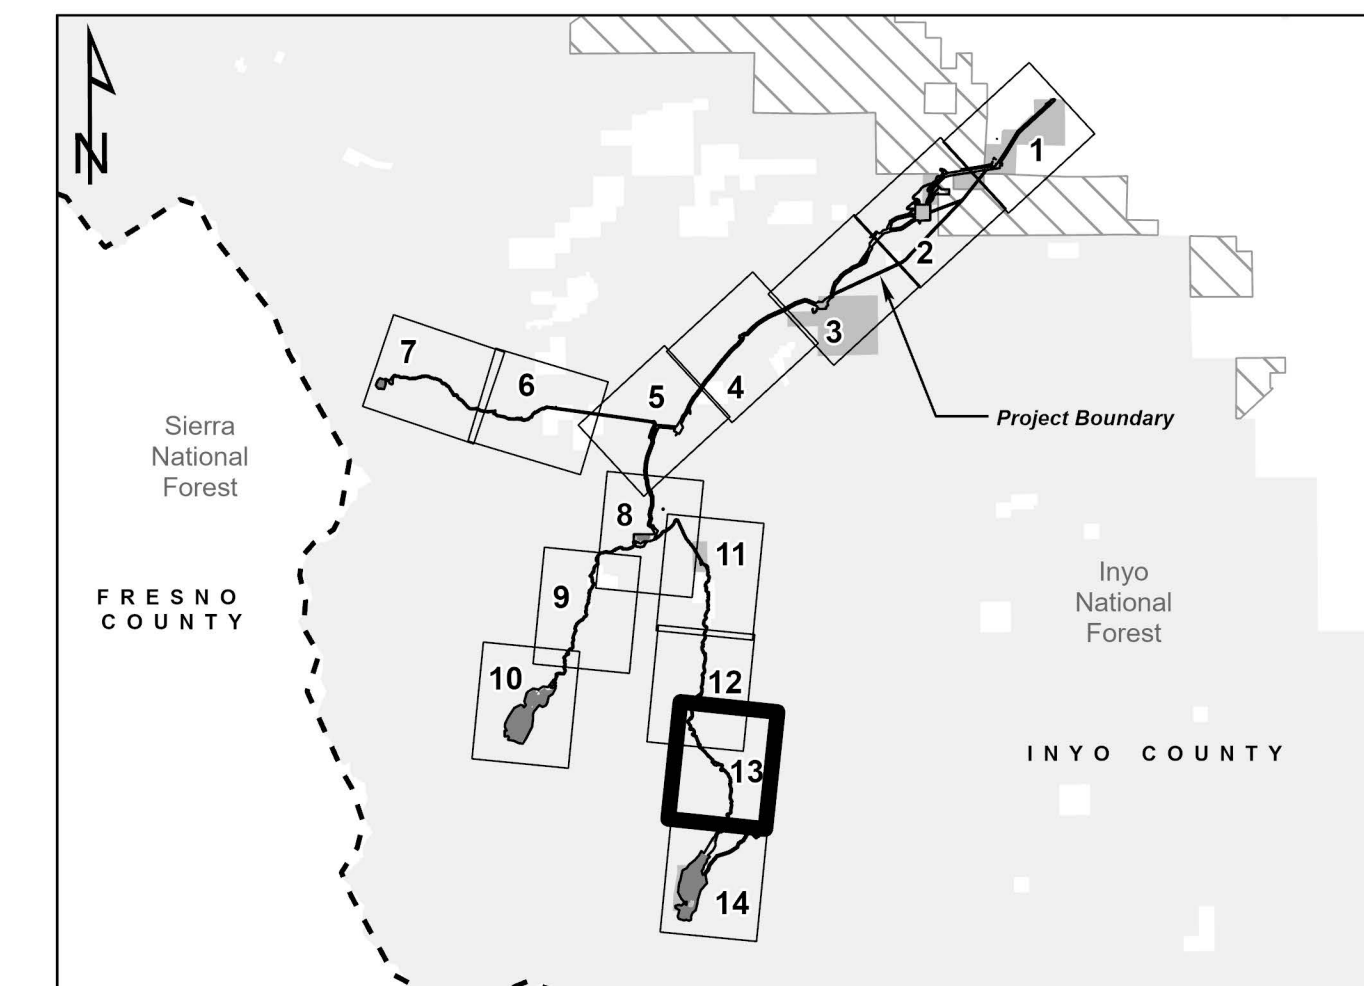 N
1
2
3
4
5
6
7
Project Boundary
Sierra
National
Forest
8
11
9
FRESNO
COUNTY
Inyo
National
Forest
10
12
13
INYO COUNTY
14